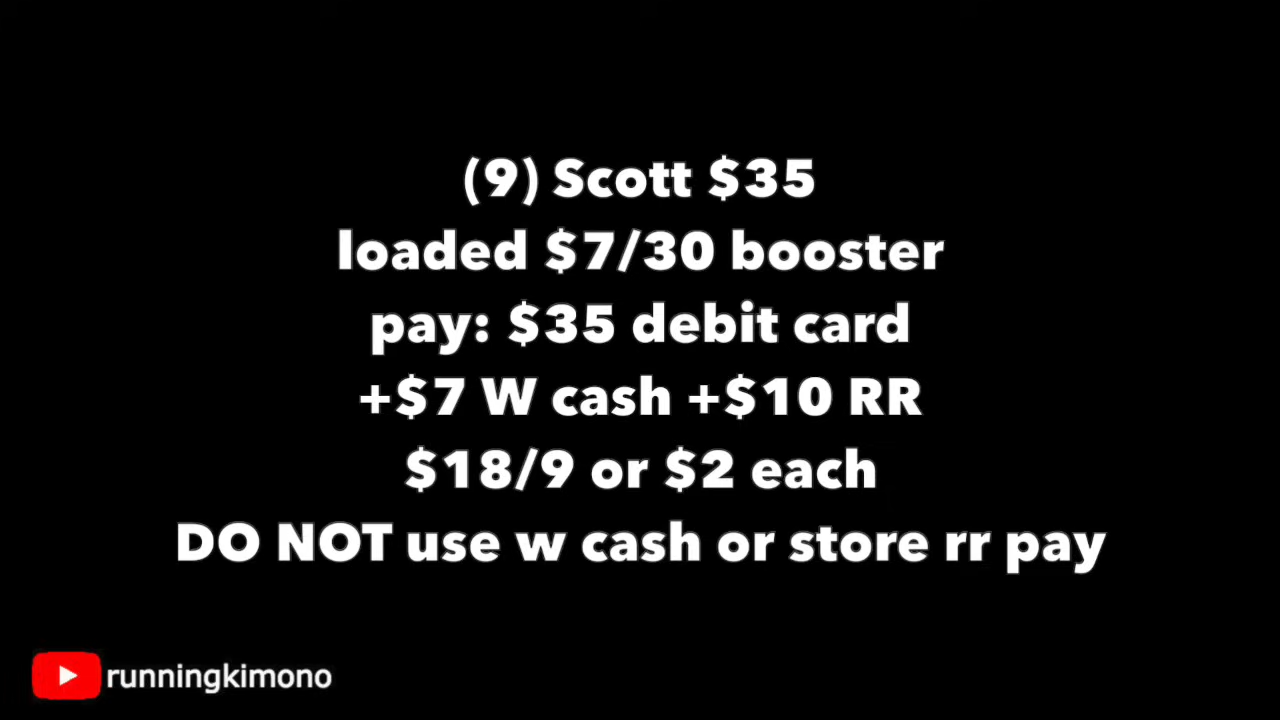 (9) Scott $35
loaded $7/30 booster
pay: $35 debit card
+$7 W cash +$10 RR
$18/9 or $2 each
DO NOT use w cash or store rr pay
runningkimono